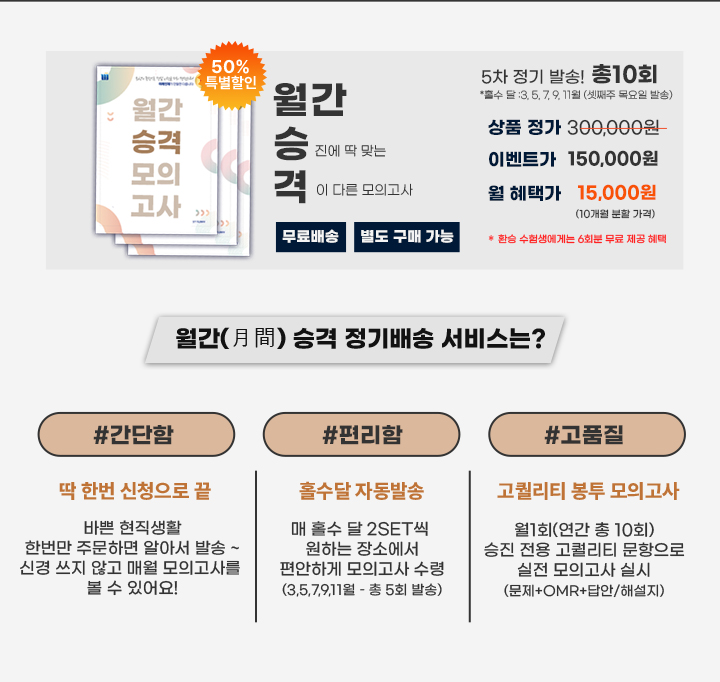 50%
특별할인
월간
승격
모의
고사
월간
승 진에 딱 맞는
격 이 다른 모의고사
무료배송 별도 구매 가능
5차 정기 발송! 총10회
*홀수 달 :3, 5, 7, 9, 11월 (셋째주 목요일 발송)
상품 정가 300,000원
이벤트가 150,000원
월 혜택가 15,000원
(10개월 분할 가격)
* 환승 수험생에게는 6회분 무료 제공 혜택
월간(月間) 승격 정기배송 서비스는?
#간단함
딱 한번 신청으로 끝
바쁜 현직생활
한번만 주문하면 알아서 발송 ~
신경 쓰지 않고 매월 모의고사를
볼 수 있어요!
#편리함
홀수달 자동발송
매 홀수 달 2SET씩
원하는 장소에서
편안하게 모의고사 수령
(3,5,7,9,11월 - 총 5회 발송)
#고품질
고퀄리티 봉투 모의고사
월1회(연간 총 10회)
승진 전용 고퀄리티 문항으로
실전 모의고사 실시
(문제+OMR+답안/해설지)